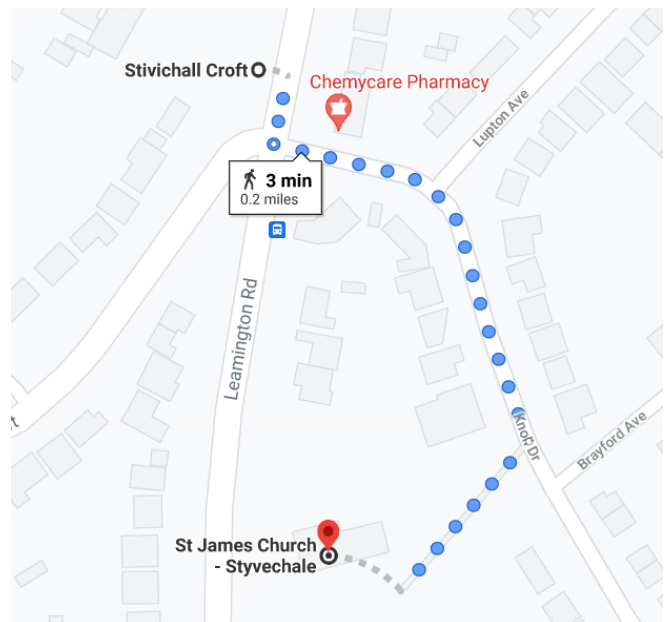 Stivichall Croft
Chemycare Pharmacy
Lupton Ave
3 min
0.2 miles
Leamington Rd
Knoll Dr
Brayford Ave
St James Church
- Styvechale